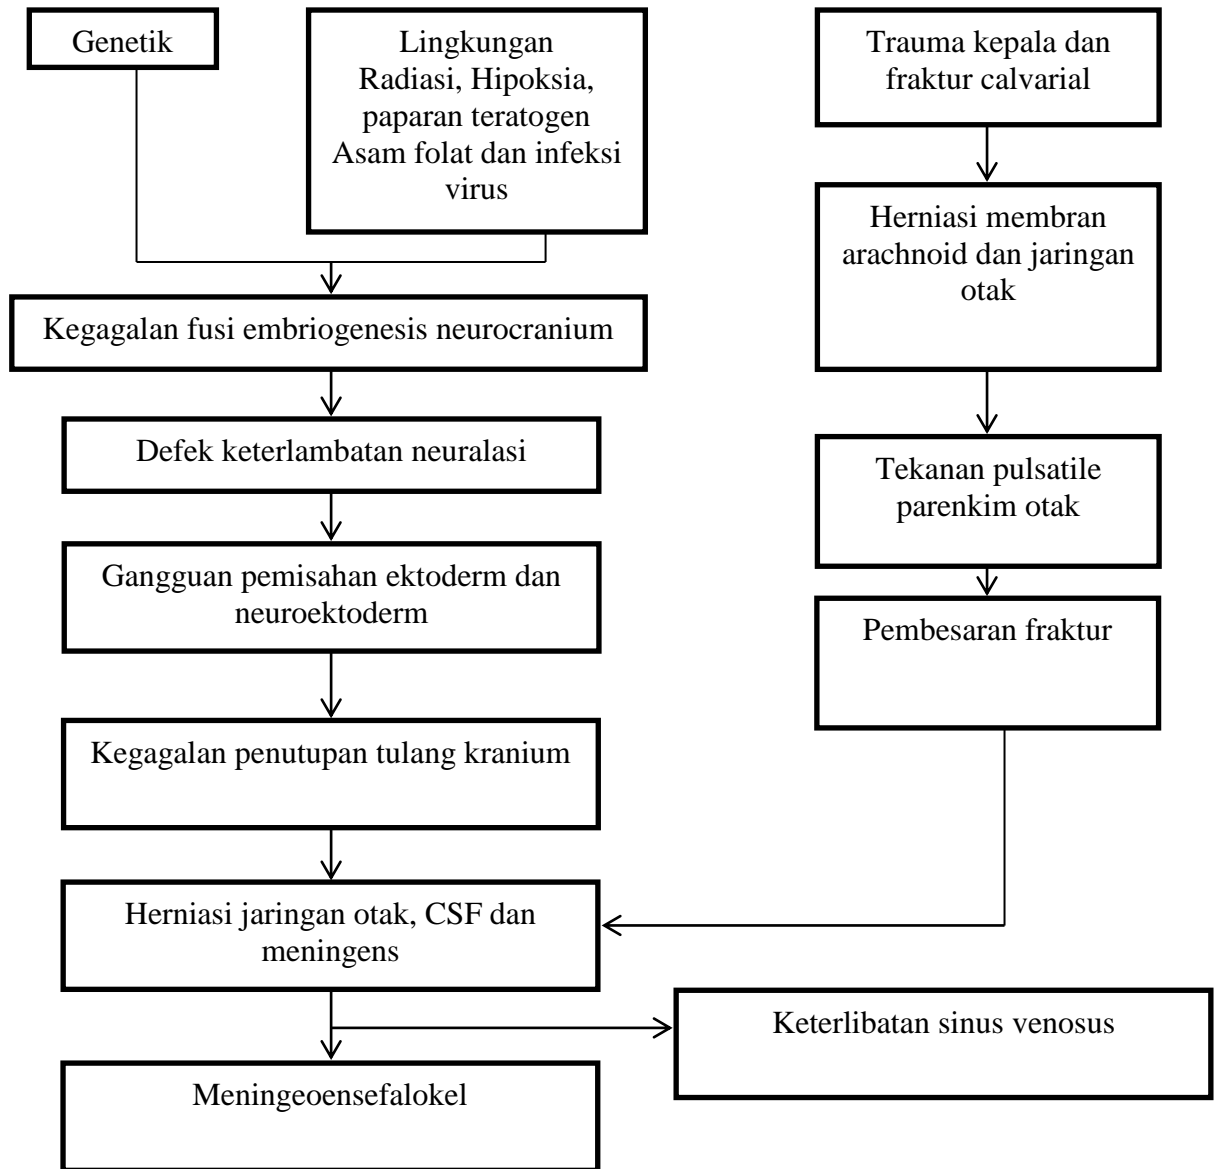 Genetik
Lingkungan
Radiasi, Hipoksia,
paparan teratogen
Asam folat dan infeksi
virus
Trauma kepala dan
fraktur calvarial
Herniasi membran
arachnoid dan jaringan
otak
Kegagalan fusi embriogenesis neurocranium
Defek keterlambatan neuralasi
Tekanan pulsatile
parenkim otak
Gangguan pemisahan ektoderm dan
neuroektoderm
Pembesaran fraktur
Kegagalan penutupan tulang kranium
Herniasi jaringan otak, CSF dan
meningens
Keterlibatan sinus venosus
Meningeoensefalokel